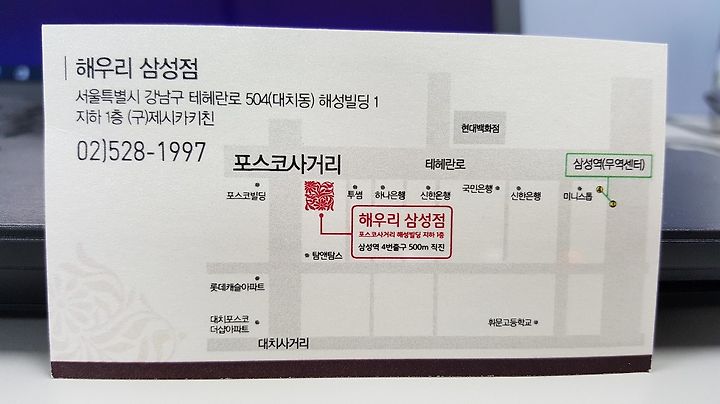 해우리 삼성점
서울특별시 강남구 테헤란로 504(대치동) 해성빌딩 1
지하 1층 (구)제시카키친
02)528-1997
현대백화점
포스코사거리
테헤란로
삼성역(무역센터)
포스코빌딩
투썸
하나은행
신한은행
국민은행
신한은행
미니스톱
4
해우리 삼성점
포스코사거리 해성빌딩 지하 1층
삼성역 4번출구 500m 직진
탐앤탐스
롯데캐슬아파트
대치포스코
더샵아파트
휘문고등학교
대치사거리